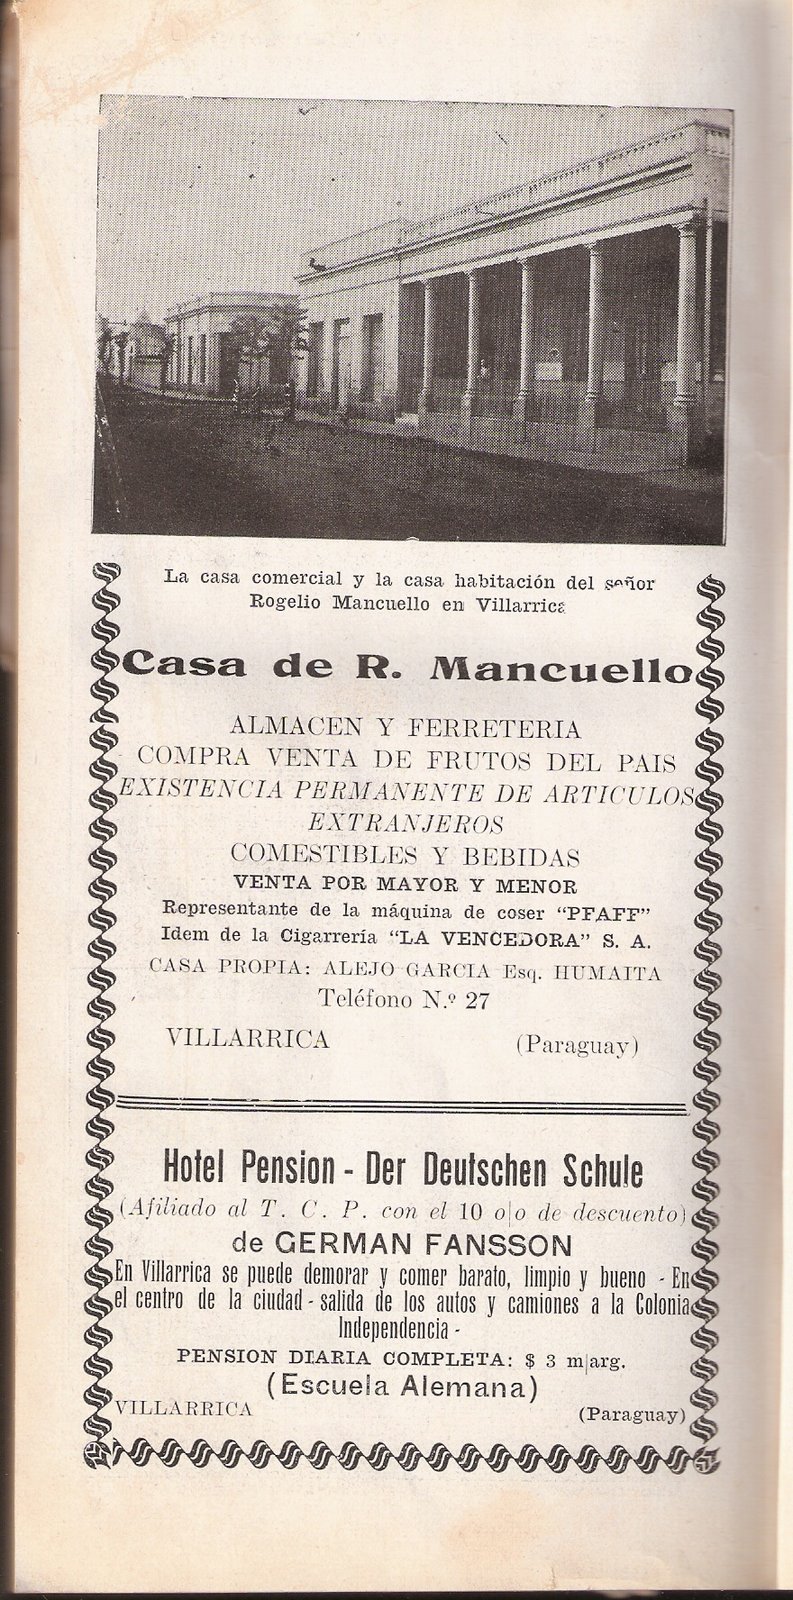 La casa comercial y la casa habitación del señor
Rogelio Mancuello en Villarrica
Casa de R. Mancuello
ALMACEN Y FERRETERIA
COMPRA VENTA DE FRUTOS DEL PAIS
EXISTENCIA PERMANENTE DE ARTICULOS
EXTRANJEROS
COMESTIBLES Y BEBIDAS
VENTA POR MAYOR Y MENOR
Representante de la máquina de coser "PFAFF"
Idem de la Cigarrería "LA VENCEDORA" S. A.
CASA PROPIA: ALEJO GARCIA Esq. HUMAITA
Teléfono N.º 27
VILLARRICA (Paraguay)
Hotel Pension - Der Deutschen Schule
(Afiliado al T. C. P. con el 10 o|o de descuento)
de GERMAN FANSSON
En Villarrica se puede demorar y comer barato, limpio y bueno - En
el centro de la ciudad - salida de los autos y camiones a la Colonia
Independencia -
PENSION DIARIA COMPLETA: $ 3 m|arg.
(Escuela Alemana)
VILLARRICA (Paraguay)